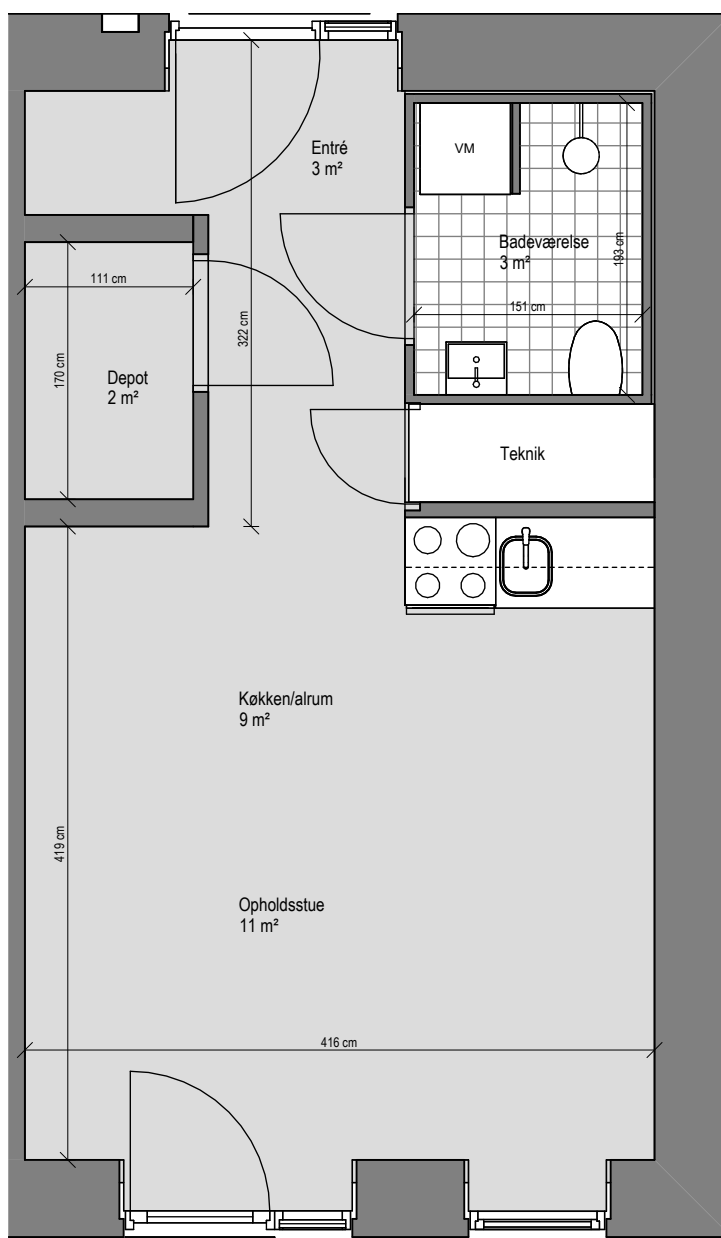 Entré
3 m²
VM
Badeværelse
3 m²
193 cm
151 cm
111 cm
322 cm
170 cm
Depot
2 m²
Teknik
Køkken/alrum
9 m²
419 cm
Opholdsstue
11 m²
416 cm